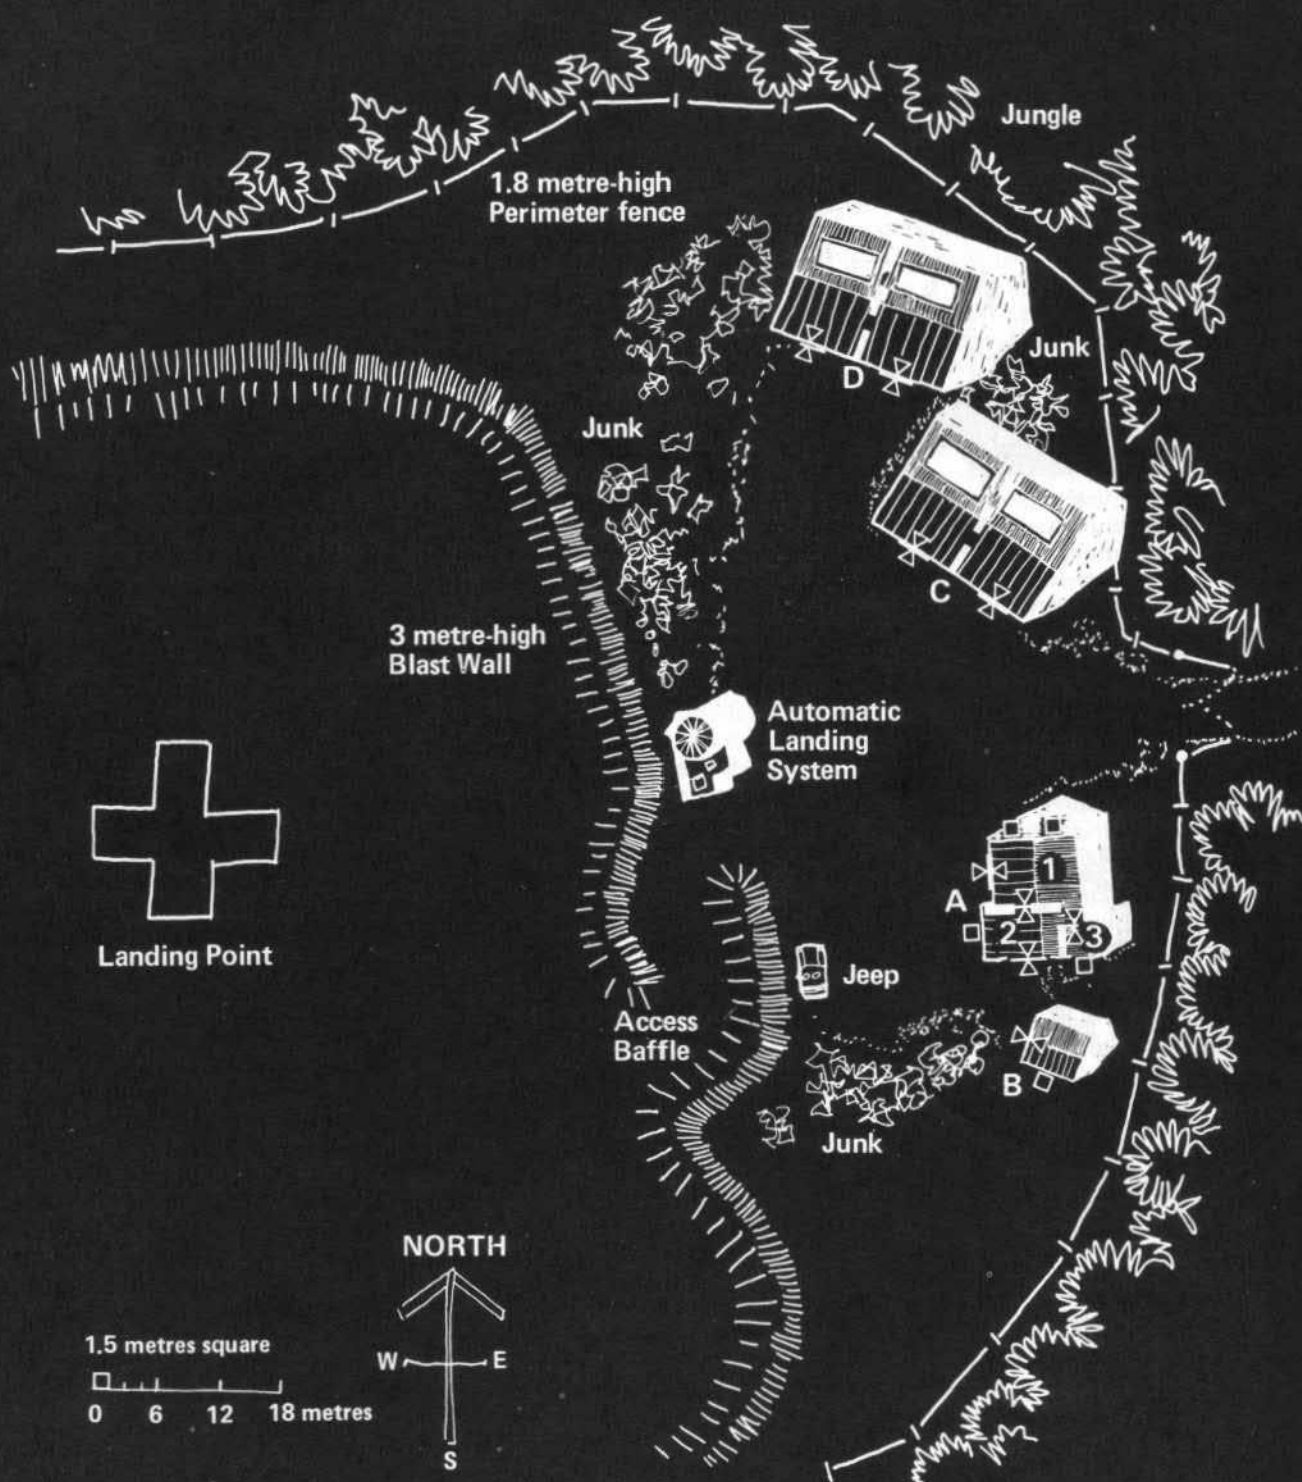 Jungle
1.8 metre-high
Perimeter fence
Junk
D
Junk
C
3 metre-high
Blast Wall
Automatic
Landing
System
1
A
2
3
Landing Point
Jeep
Access
Baffle
B
Junk
NORTH
1.5 metres square
W
E
0 6 12 18 metres
S